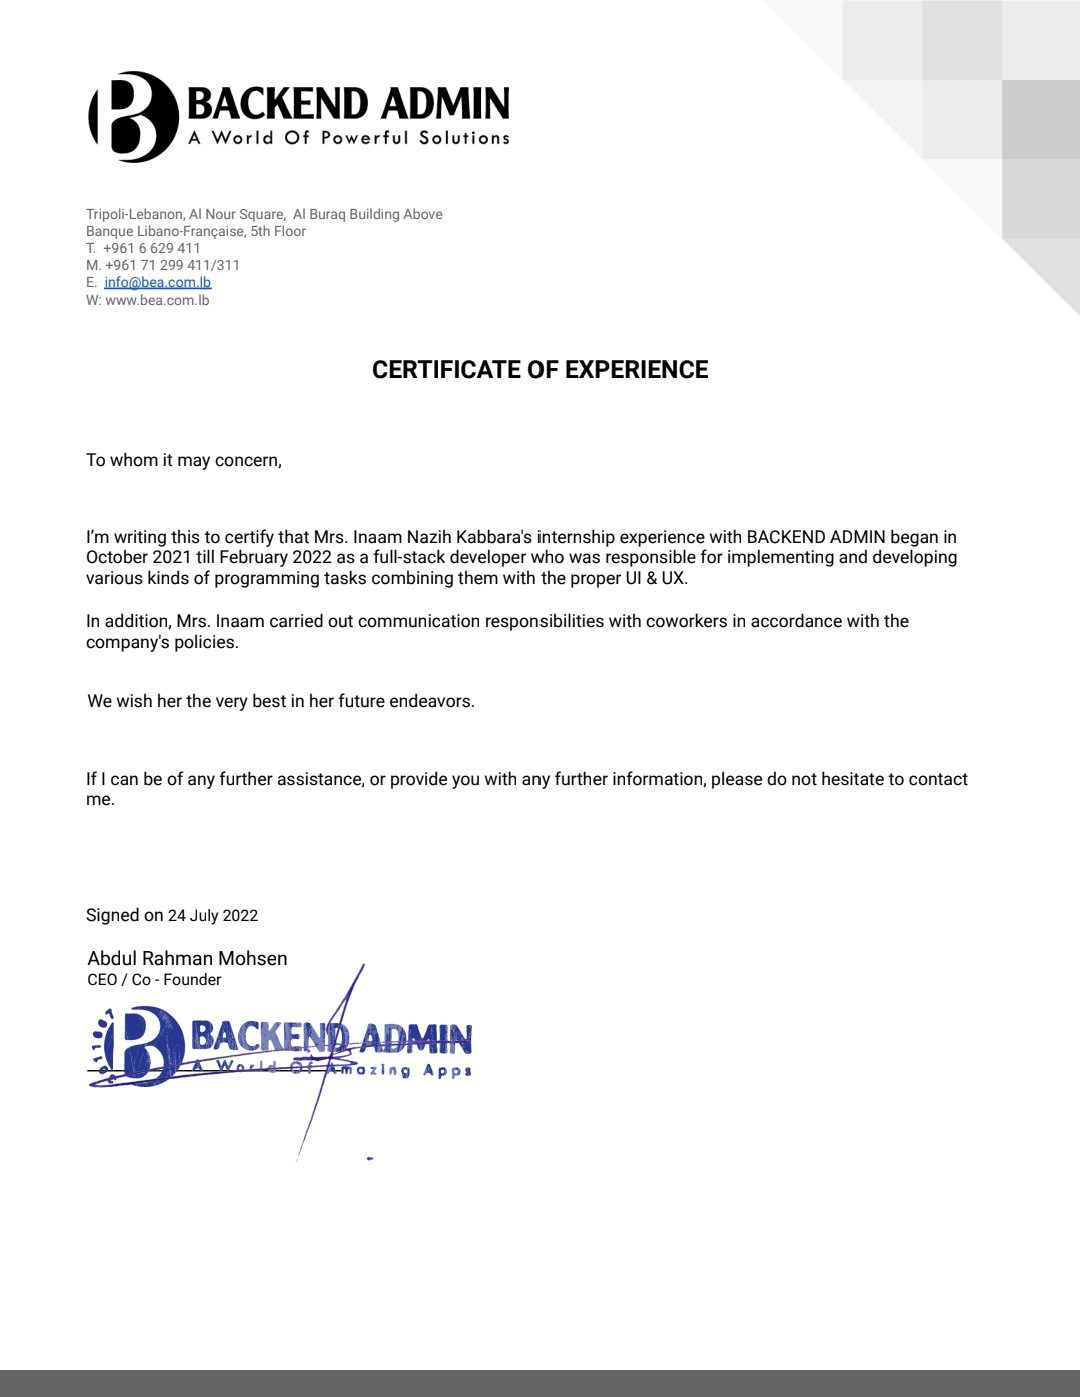 BACKEND ADMIN
A World Of Powerful Solutions
Tripoli-Lebanon, Al Nour Square,  Al Buraq Building Above
Banque Libano-Française, 5th Floor
T.  +961 6 629 411
M. +961 71 299 411/311
E.  info@bea.com.lb
W: www.bea.com.lb
CERTIFICATE OF EXPERIENCE
To whom it may concern,
I'm writing this to certify that Mrs. Inaam Nazih Kabbara's internship experience with BACKEND ADMIN began in
October 2021 till February 2022 as a full-stack developer who was responsible for implementing and developing
various kinds of programming tasks combining them with the proper UI & UX.
In addition, Mrs. Inaam carried out communication responsibilities with coworkers in accordance with the
company's policies.
We wish her the very best in her future endeavors.
If I can be of any further assistance, or provide you with any further information, please do not hesitate to contact
me.
Signed on 24 July 2022
Abdul Rahman Mohsen
CEO / Co - Founder
BACKEND ADMIN
A World Of Amazing Apps